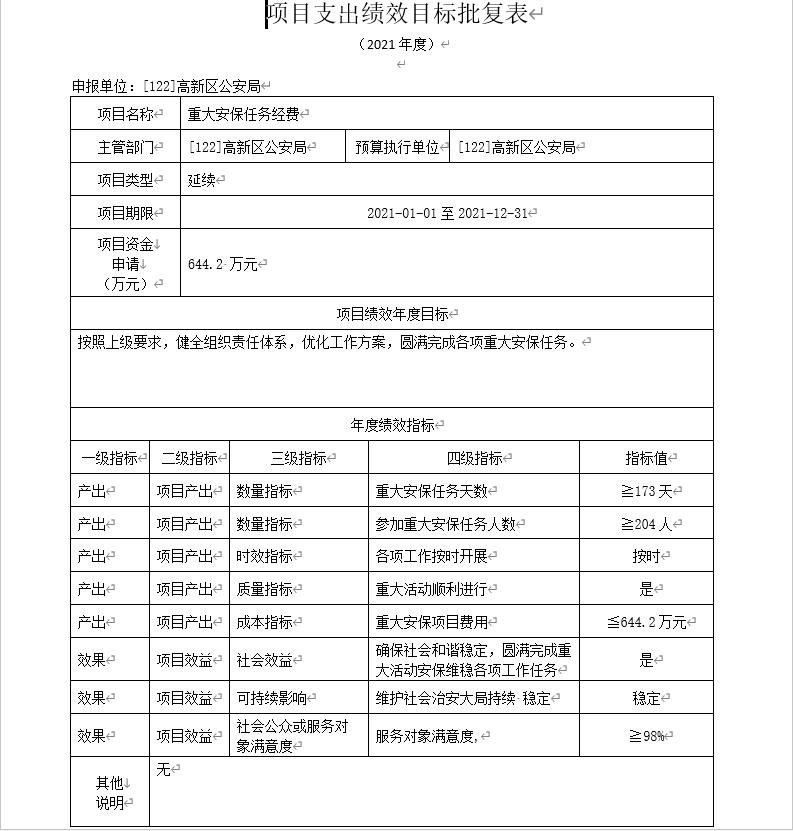 项目支出绩效目标批复表
（2021 年度）
申报单位：[122]高新区公安局
项目名称 重大安保任务经费
主管部门 [122]高新区公安局 预算执行单位 [122]高新区公安局
项目类型 延续
项目期限 2021-01-01 至 2021-12-31
项目资金
申请
（万元）
644.2 万元
项目绩效年度目标
按照上级要求，健全组织责任体系，优化工作方案，圆满完成各项重大安保任务。
年度绩效指标
一级指标 二级指标 三级指标 四级指标 指标值
产出 项目产出 数量指标 重大安保任务天数 ≧173 天
产出 项目产出 数量指标 参加重大安保任务人数 ≧204 人
产出 项目产出 时效指标 各项工作按时开展 按时
产出 项目产出 质量指标 重大活动顺利进行 是
产出 项目产出 成本指标 重大安保项目费用 ≦644.2 万元
效果 项目效益 社会效益 确保社会和谐稳定，圆满完成重
大活动安保维稳各项工作任务 是
效果 项目效益 可持续影响 维护社会治安大局持续 稳定 稳定
效果 项目效益 社会公众或服务对
象满意度 服务对象满意度, ≧98%
其他
说明
无